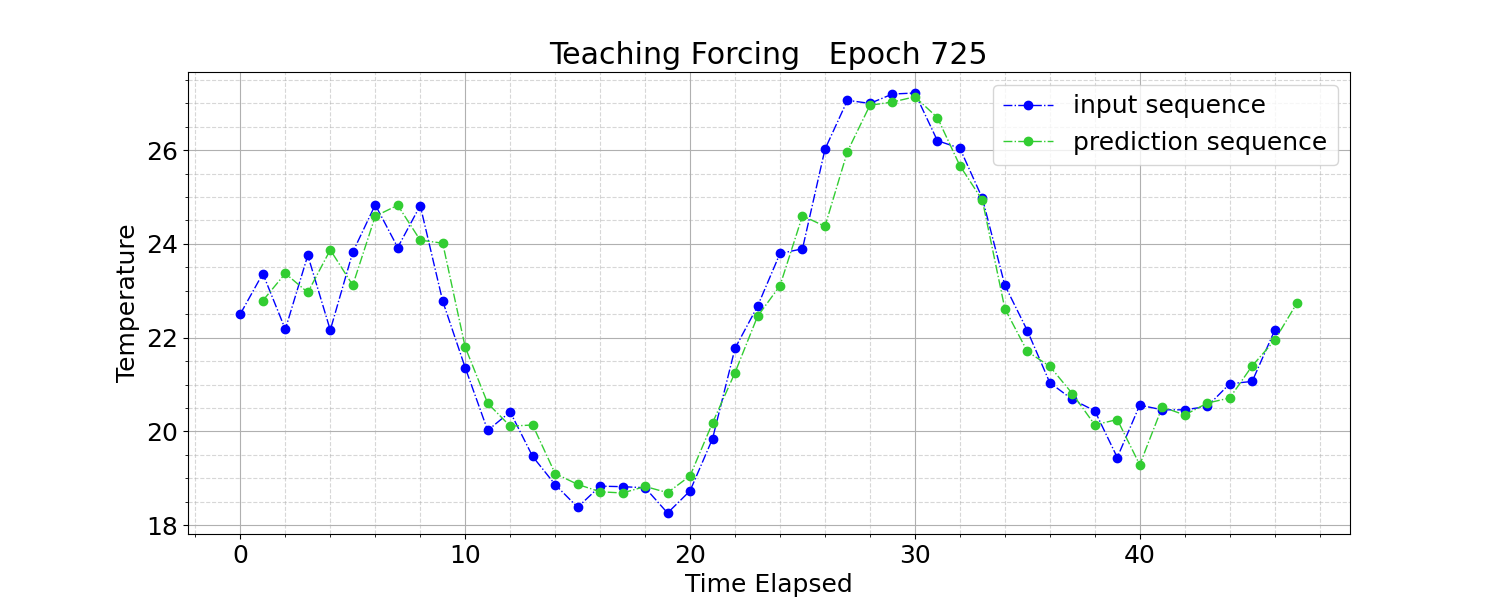 Teaching Forcing   Epoch 725
input sequence
prediction sequence
Temperature
26
24
22
20
18
0 10 20 30 40
Time Elapsed